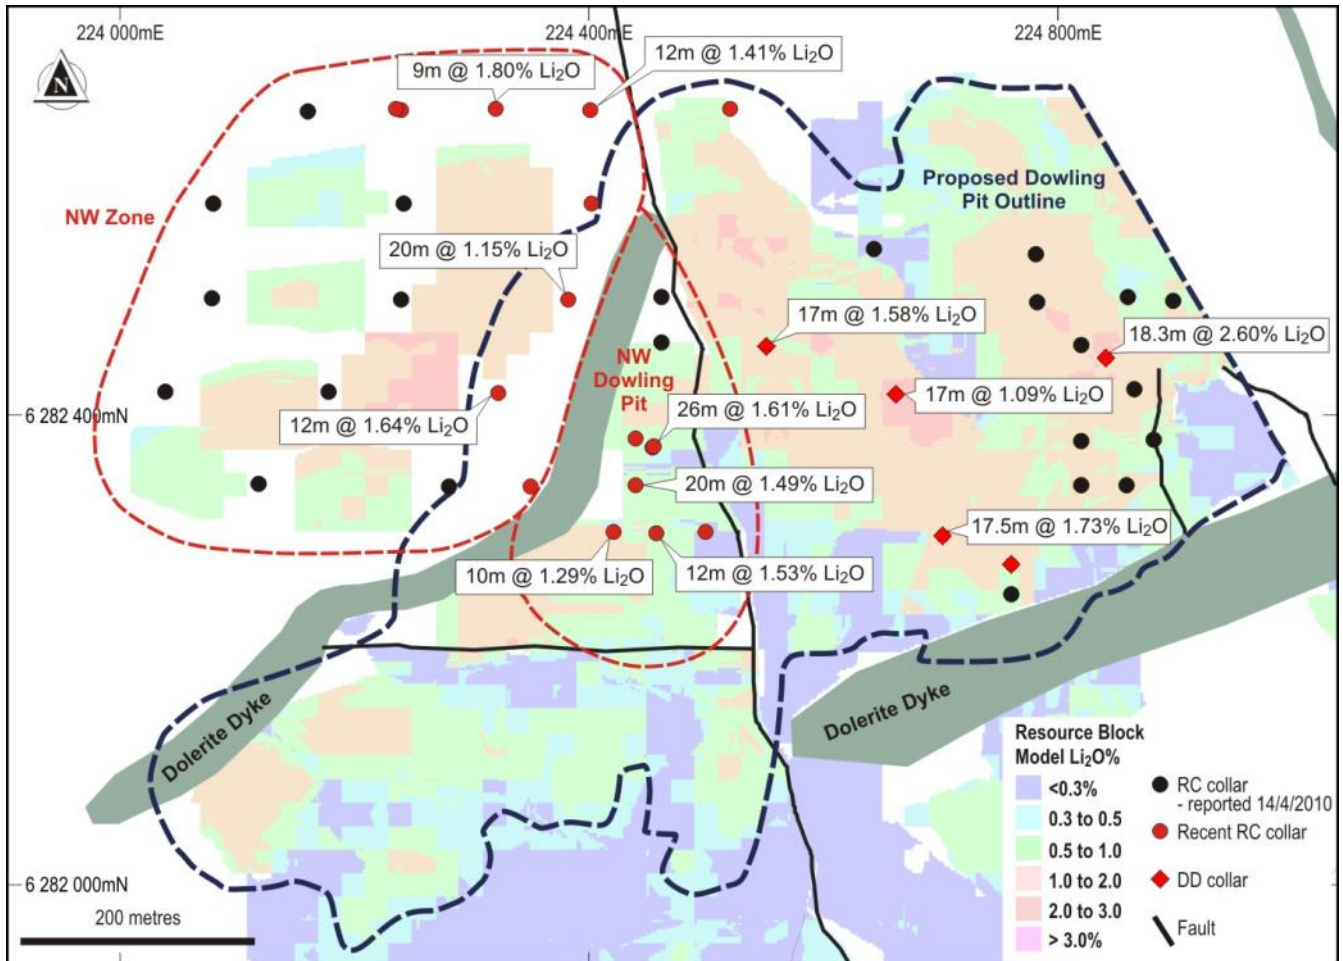 224 000mE
224 400mE
224 800mE
N
12m @ 1.41% Li₂O
9m @ 1.80% Li₂O
Proposed Dowling
Pit Outline
NW Zone
20m @ 1.15% Li₂O
17m @ 1.58% Li₂O
18.3m @ 2.60% Li₂O
NW
Dowling
Pit
17m @ 1.09% Li₂O
6 282 400mN
26m @ 1.61% Li₂O
12m @ 1.64% Li₂O
20m @ 1.49% Li₂O
17.5m @ 1.73% Li₂O
10m @ 1.29% Li₂O
12m @ 1.53% Li₂O
Dolerite Dyke
Dolerite Dyke
6 282 000mN
200 metres
Resource Block
Model Li₂O%
<0.3%
0.3 to 0.5
0.5 to 1.0
1.0 to 2.0
2.0 to 3.0
> 3.0%
RC collar
- reported 14/4/2010
Recent RC collar
DD collar
Fault